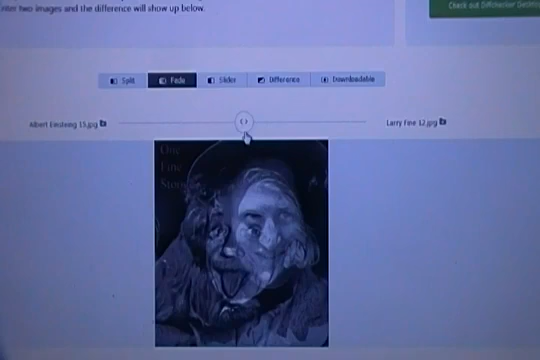 nter two images and the difference will show up below.
Check out Diffchecker Deskto
Split
Fade
Slider
Difference
Downloadable
Albert Einsteing 15.jpg
Larry Fine 12.jpg
One
Fine
Stooge